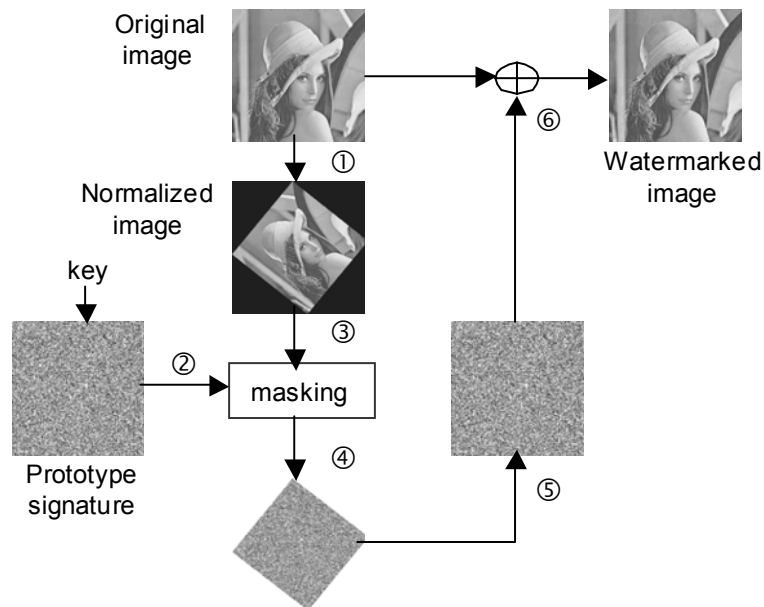 Original
image
①
⑥
Watermarked
image
Normalized
image
key
③
②
masking
④
Prototype
signature
⑤